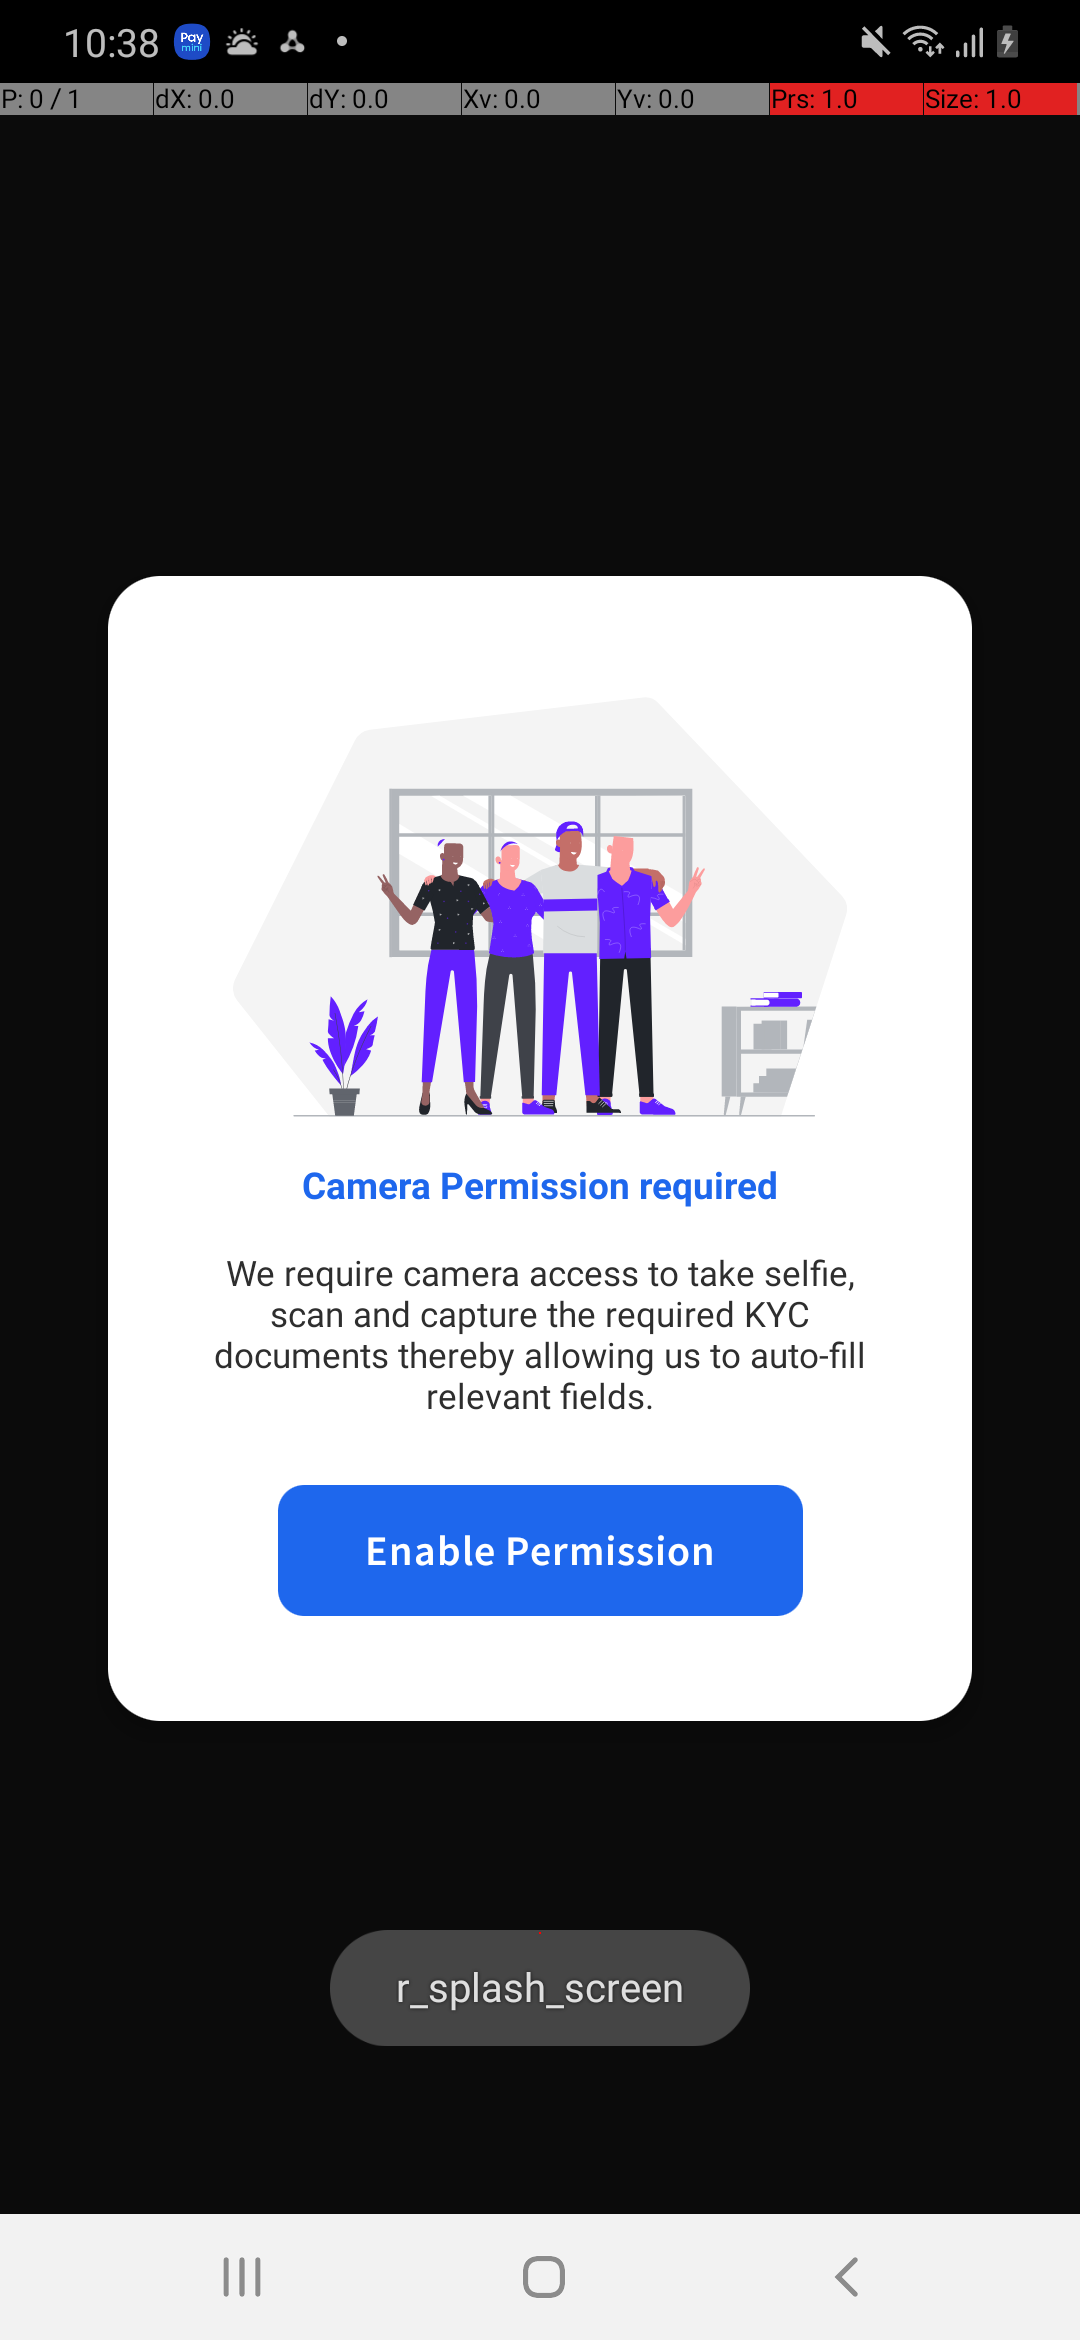 10:38 Pay mini
P: 0 / 1 dX: 0.0 dY: 0.0 Xv: 0.0 Yv: 0.0 Prs: 1.0 Size: 1.0
Camera Permission required
We require camera access to take selfie,
scan and capture the required KYC
documents thereby allowing us to auto-fill
relevant fields.
Enable Permission
r_splash_screen